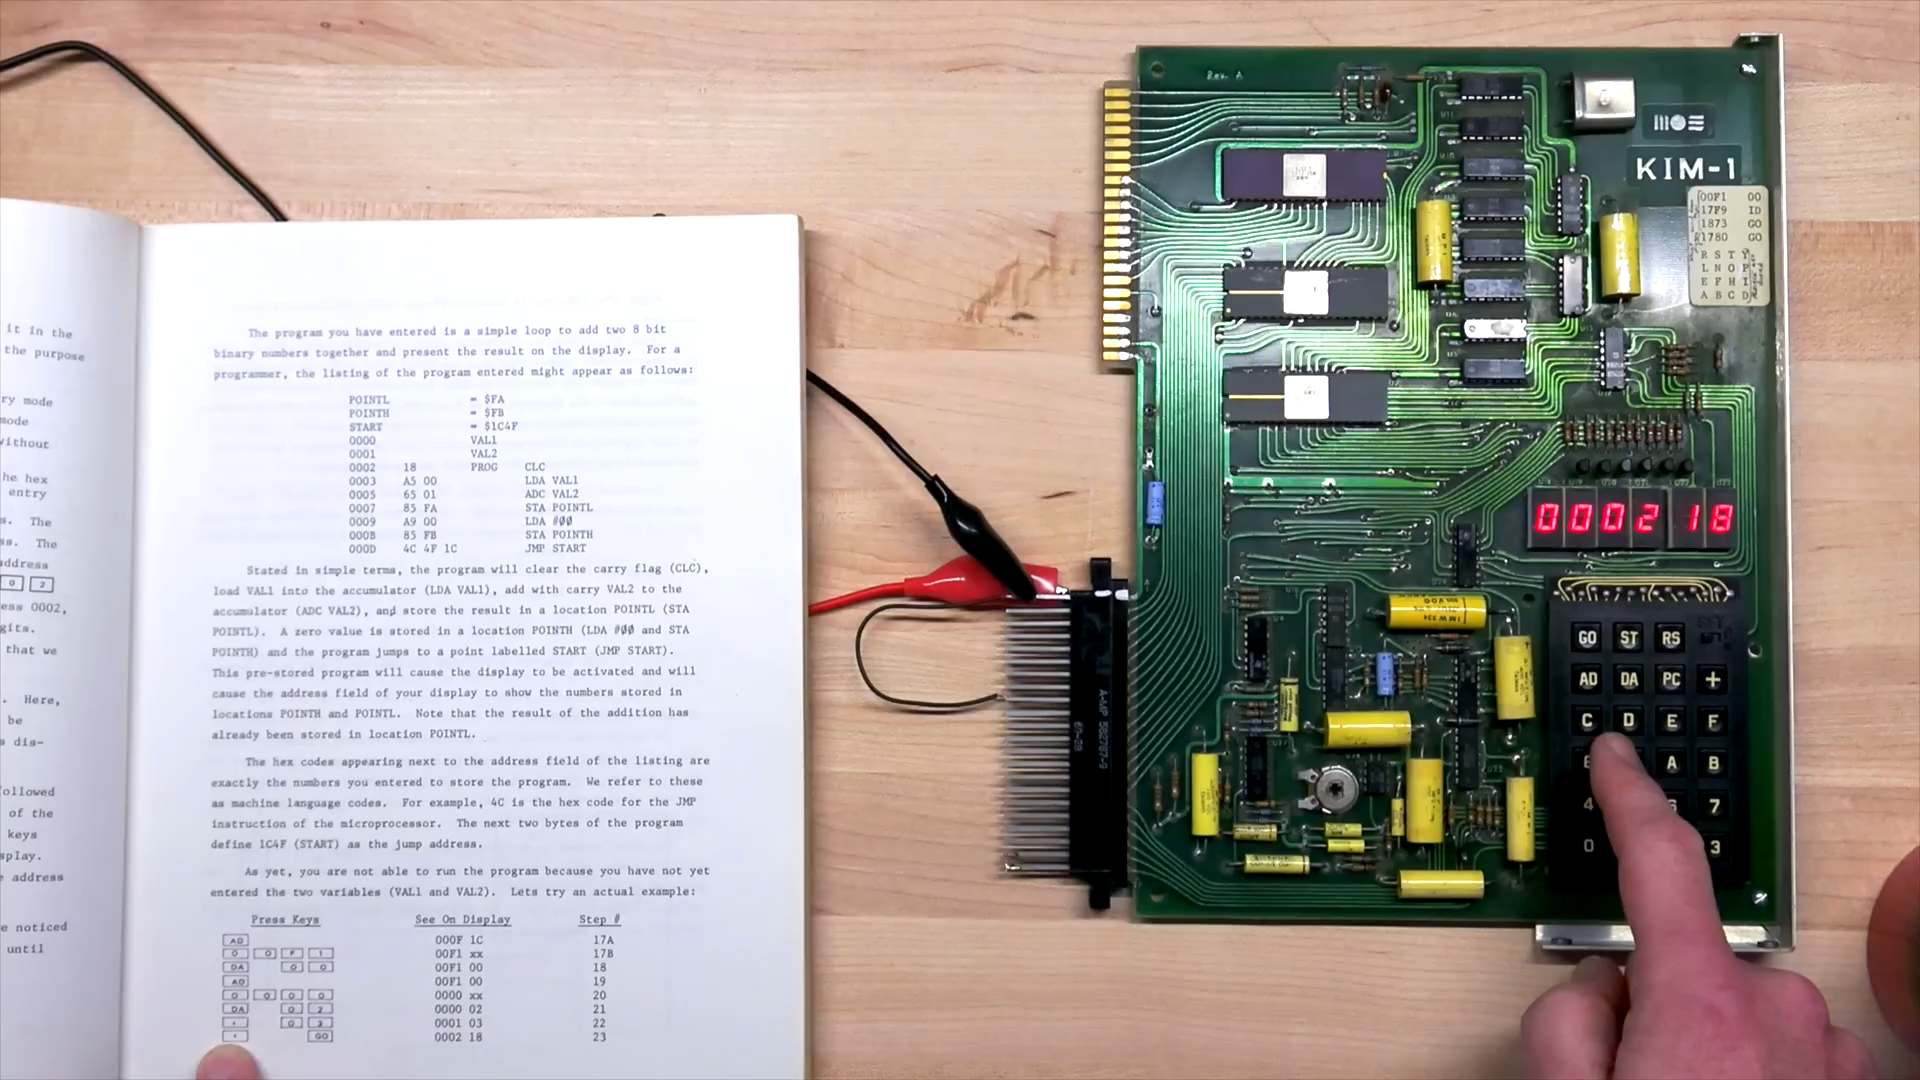 it in the
the purpose
ry mode
mode
without
he hex
entry
s. The
ss. The
address
0 2
ess 0002,
gits.
that we
. Here,
be
s dis-
ollowed
of the
keys
splay.
e address
e noticed
until
The program you have entered is a simple loop to add two 8 bit
binary numbers together and present the result on the display. For a
programmer, the listing of the program entered might appear as follows:
POINTL = $FA
POINTH = $FB
START = $1C4F
0000 VAL1
0001 VAL2
0002 18 PROG CLC
0003 A5 00 LDA VAL1
0005 65 01 ADC VAL2
0007 85 FA STA POINTL
0009 A9 00 LDA #00
000B 85 FB STA POINTH
000D 4C 4F 1C JMP START
Stated in simple terms, the program will clear the carry flag (CLC),
load VAL1 into the accumulator (LDA VAL1), add with carry VAL2 to the
accumulator (ADC VAL2), and store the result in a location POINTL (STA
POINTL). A zero value is stored in a location POINTH (LDA #00 and STA
POINTH) and the program jumps to a point labelled START (JMP START).
This pre-stored program will cause the display to be activated and will
cause the address field of your display to show the numbers stored in
locations POINTH and POINTL. Note that the result of the addition has
already been stored in location POINTL.
The hex codes appearing next to the address field of the listing are
exactly the numbers you entered to store the program. We refer to these
as machine language codes. For example, 4C is the hex code for the JMP
instruction of the microprocessor. The next two bytes of the program
define 1C4F (START) as the jump address.
As yet, you are not able to run the program because you have not yet
entered the two variables (VAL1 and VAL2). Lets try an actual example:
Press Keys See On Display Step #
AD 000F 1C 17A
0 0 F 1 00F1 xx 17B
DA 0 0 00F1 00 18
AD 00F1 00 19
0 0 0 0 0000 xx 20
DA 0 2 0000 02 21
+ 0 3 0001 03 22
+ GO 0002 18 23
Rev. A
MOS
KIM-1
00F1 00
17F9 ID
1873 GO
1780 GO
R S T Y
L N O P
E F H I
A B C D
0002 18
GO ST RS
AD DA PC +
C D E F
A B
4 6 7
0 3
AMP 582787-9